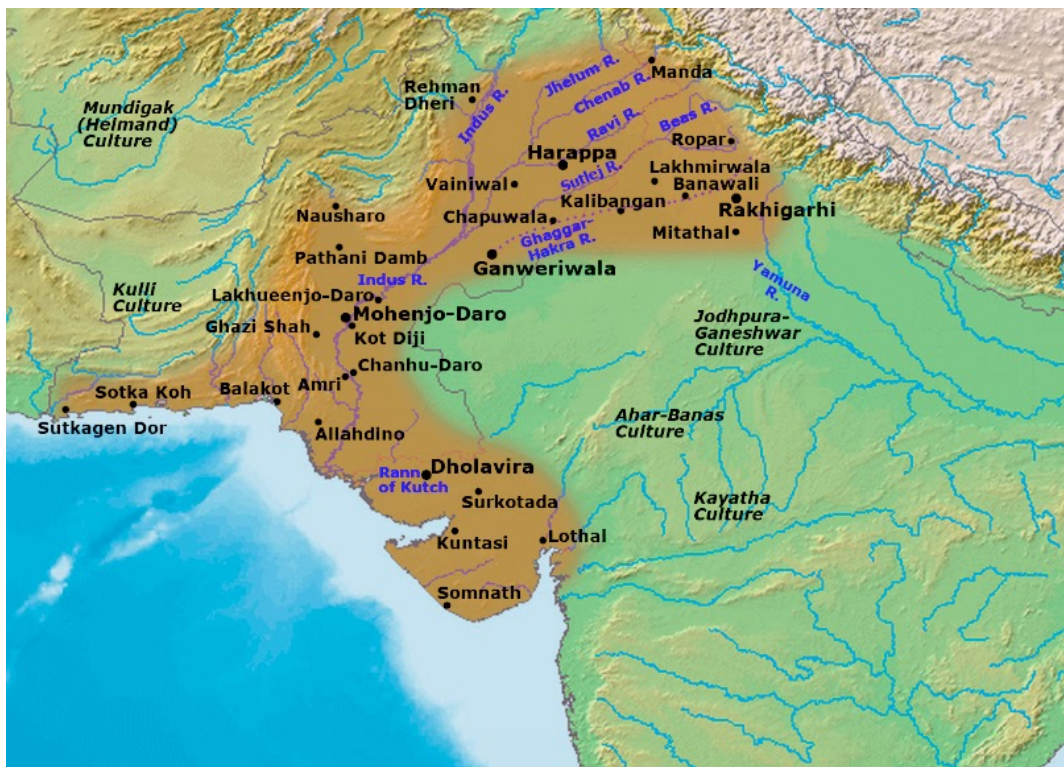 Manda
Jhelum R.
Chenab R.
Rehman
Dheri
Indus R.
Mundigak
(Helmand)
Culture
Ravi R.
Beas R.
Ropar
Harappa
Sutlej R.
Lakhmirwala
Vainiwal
Banawali
Kalibangan
Rakhigarhi
Nausharo
Chapuwala
Mitathal
Ghaggar-
Hakra R.
Pathani Damb
Ganweriwala
Indus R.
Yamuna
R.
Kulli
Culture
Lakhueenjo-Daro
Mohenjo-Daro
Jodhpura-
Ganeshwar
Culture
Ghazi Shah
Kot Diji
Chanhu-Daro
Amri
Balakot
Sotka Koh
Sutkagen Dor
Allahdino
Ahar-Banas
Culture
Dholavira
Rann
of Kutch
Surkotada
Kayatha
Culture
Kuntasi
Lothal
Somnath